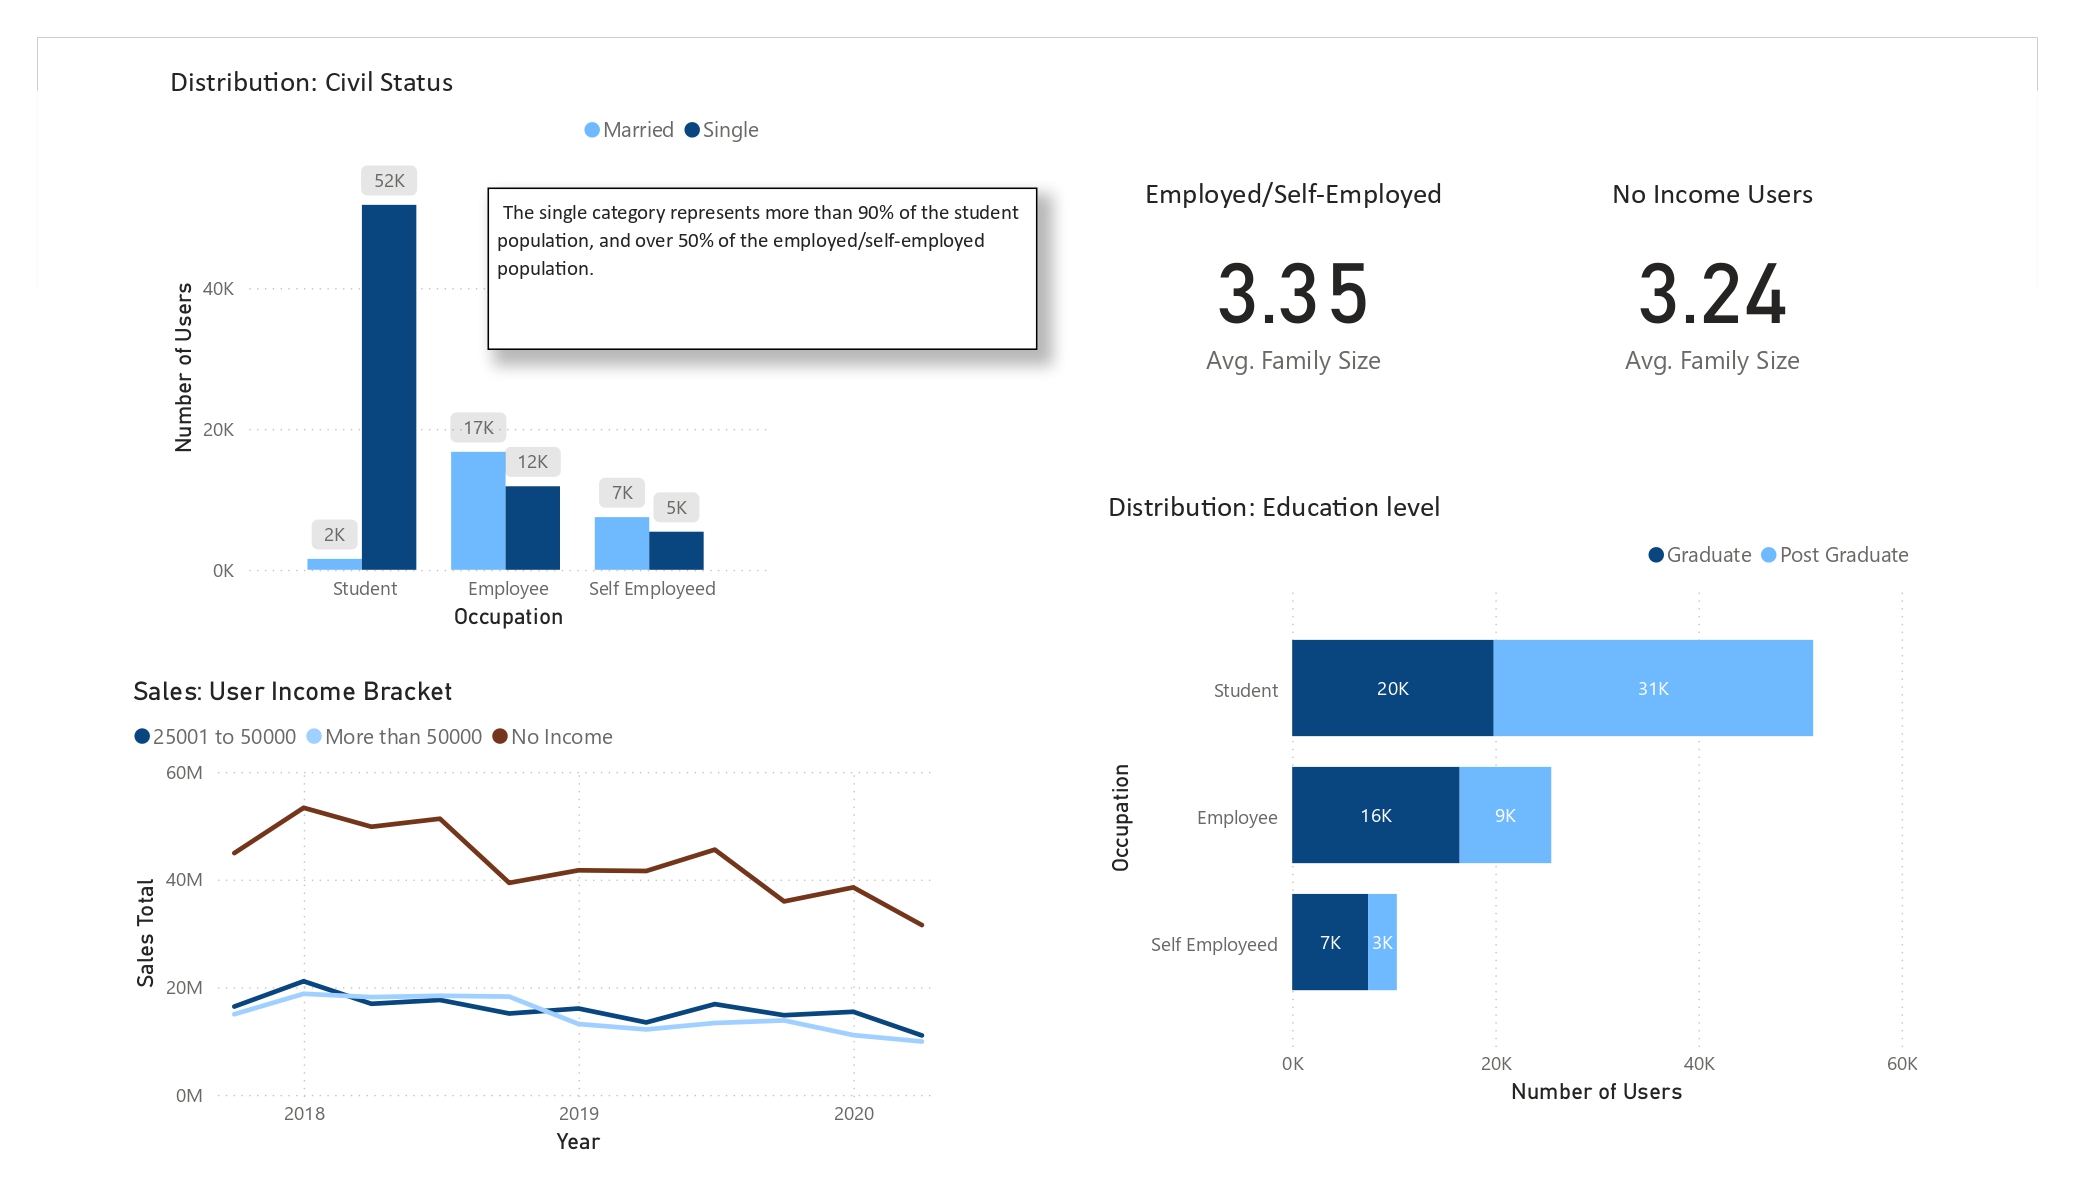 Distribution: Civil Status
Married Single
52K
The single category represents more than 90% of the student
population, and over 50% of the employed/self-employed
population.
40K
20K
0K
Number of Users
17K
12K
7K
5K
2K
Student Employee Self Employeed
Occupation
Employed/Self-Employed
3.35
Avg. Family Size
No Income Users
3.24
Avg. Family Size
Sales: User Income Bracket
25001 to 50000 More than 50000 No Income
60M
40M
20M
0M
Sales Total
2018 2019 2020
Year
Distribution: Education level
Graduate Post Graduate
Occupation
Student 20K 31K
Employee 16K 9K
Self Employeed 7K 3K
0K 20K 40K 60K
Number of Users